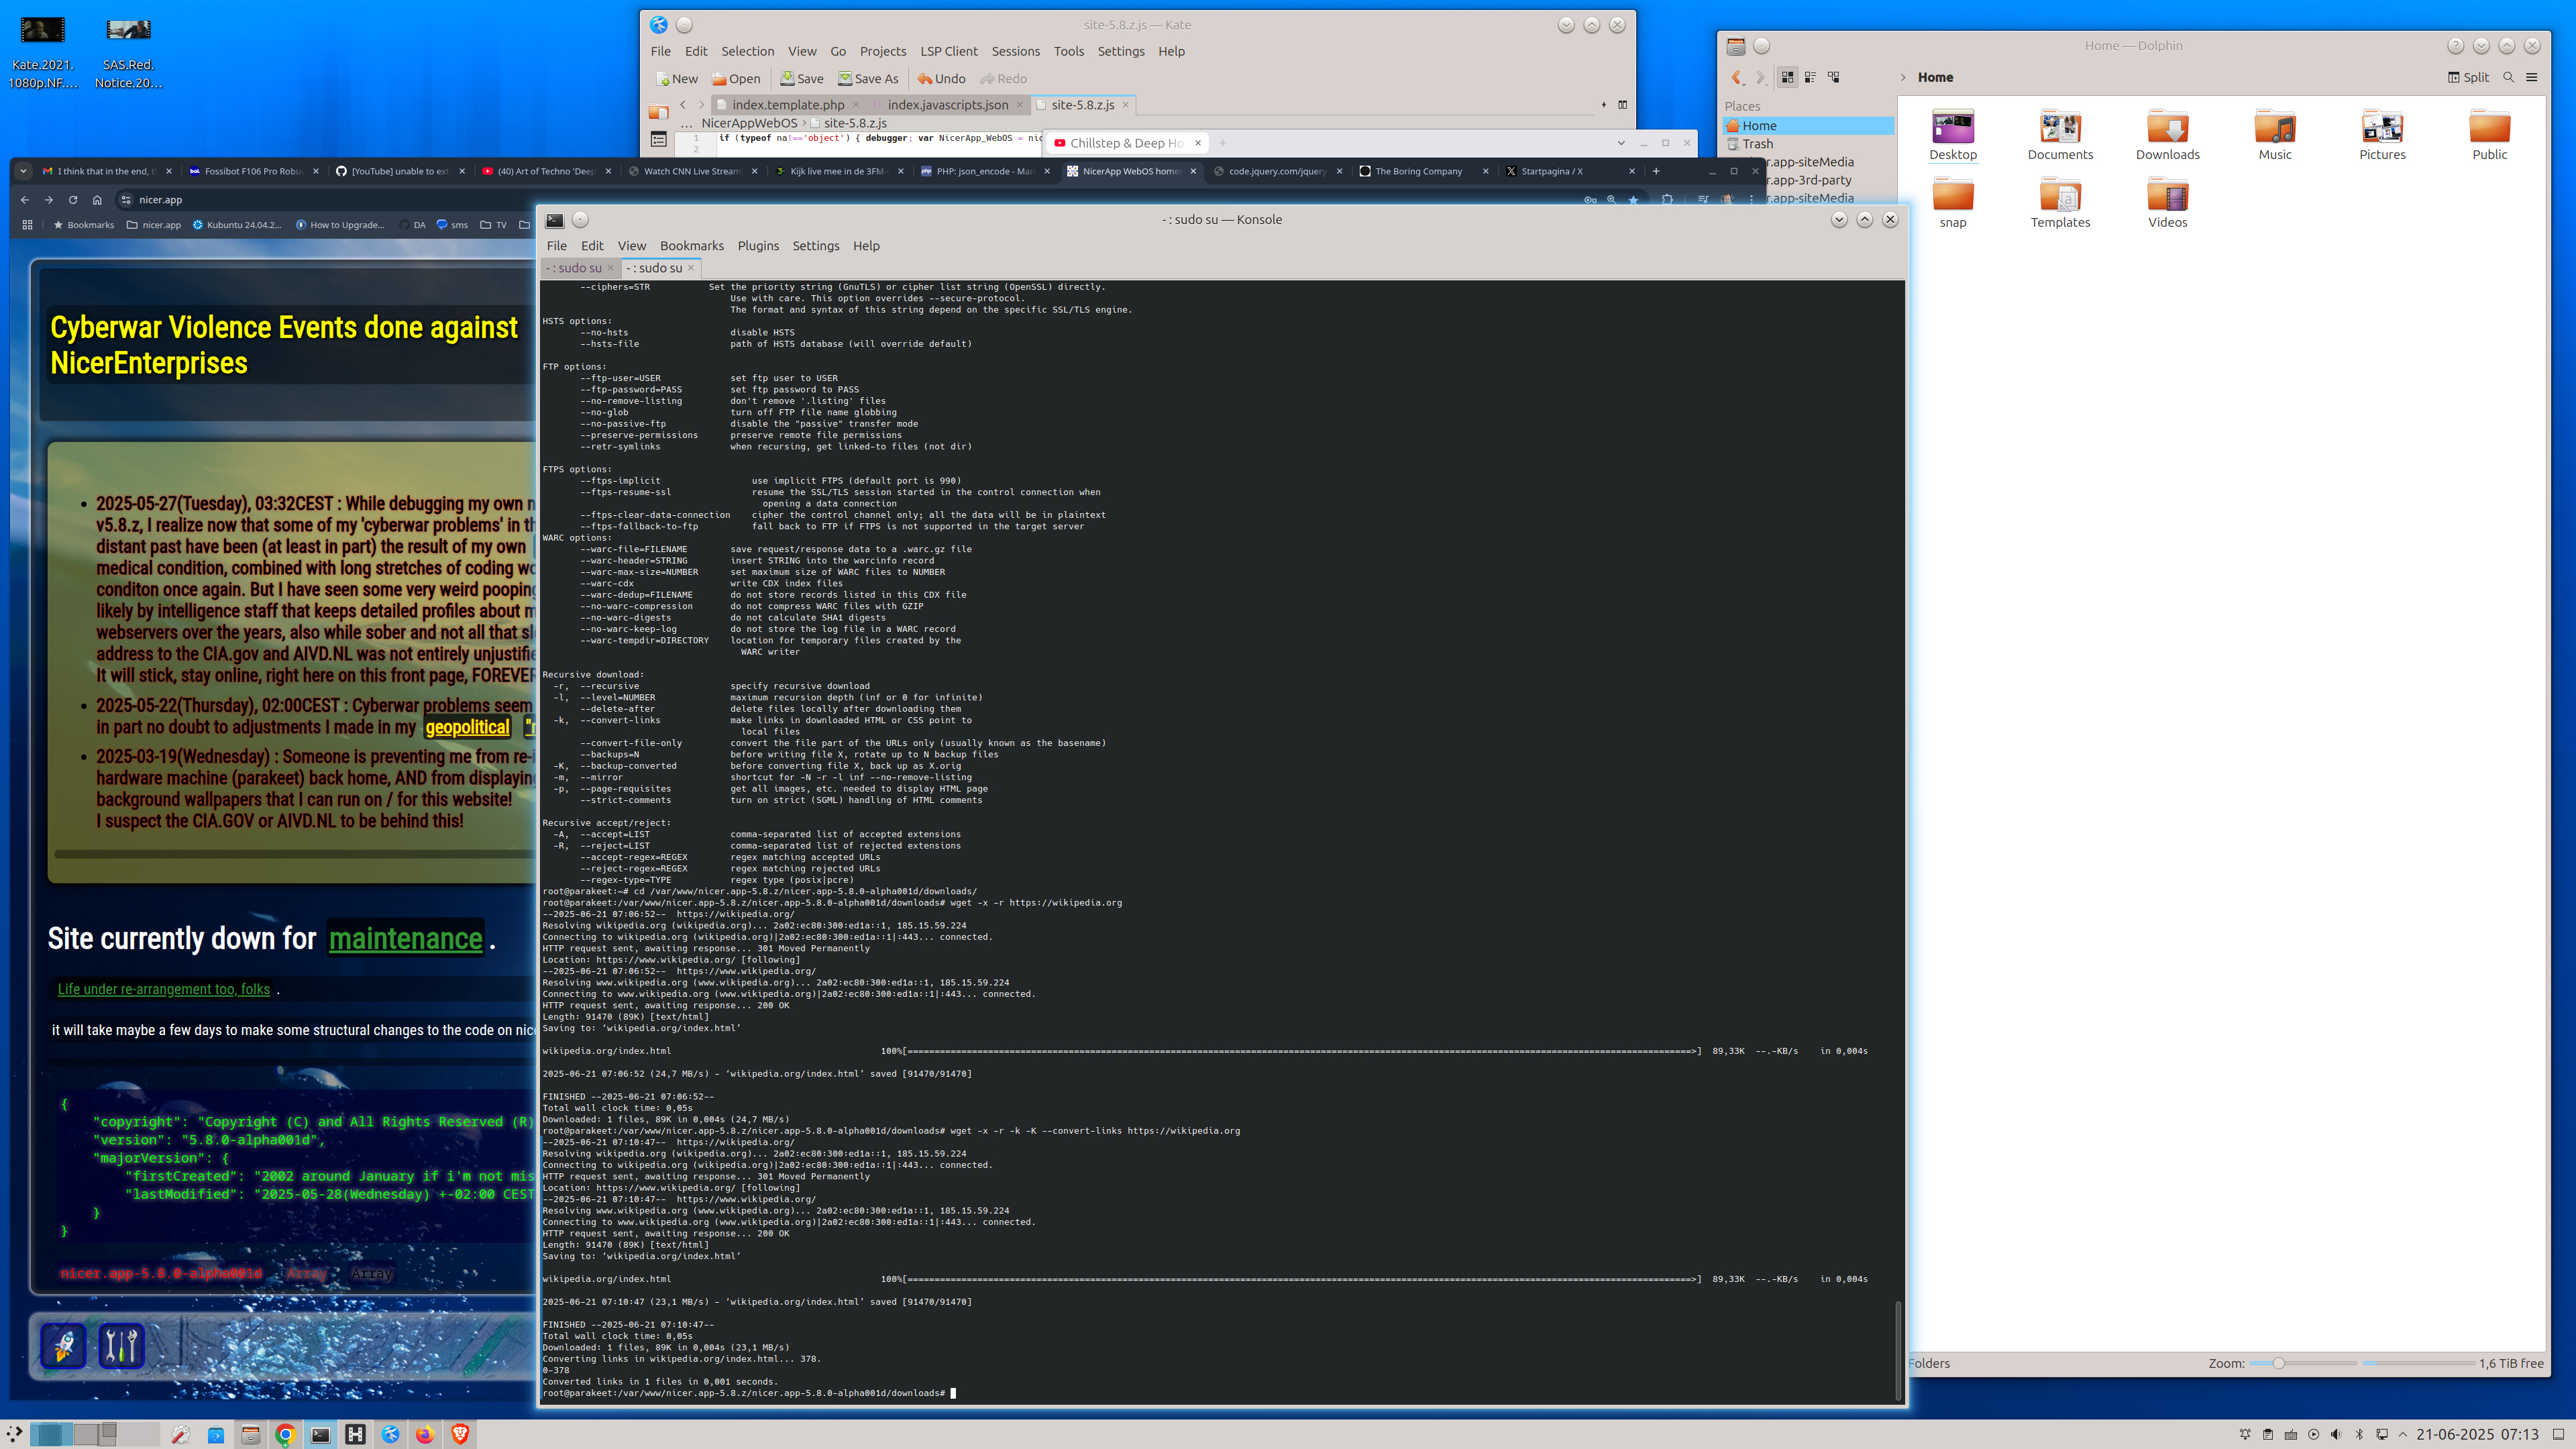 Kate.2021.
1080p.NF....
SAS.Red.
Notice.20...
site-5.8.z.js — Kate
File Edit Selection View Go Projects LSP Client Sessions Tools Settings Help
New Open Save Save As Undo Redo
index.template.php index.javascripts.json site-5.8.z.js
... NicerAppWebOS > site-5.8.z.js
1 if (typeof na!=='object') { debugger; var NicerApp_WebOS = nic
2
Chillstep & Deep Ho
Home — Dolphin
Home Split
Places
Home
Trash
r.app-siteMedia
r.app-3rd-party
r.app-siteMedia
Desktop Documents Downloads Music Pictures Public
snap Templates Videos
Folders Zoom: 1,6 TiB free
I think that in the end, t Fossibot F106 Pro Robu [YouTube] unable to ext (40) Art of Techno 'Deep Watch CNN Live Stream Kijk live mee in de 3FM- PHP: json_encode - Man NicerApp WebOS home code.jquery.com/jquery The Boring Company Startpagina / X
nicer.app
Bookmarks nicer.app Kubuntu 24.04.2... How to Upgrade... DA sms TV
Cyberwar Violence Events done against
NicerEnterprises
2025-05-27(Tuesday), 03:32CEST : While debugging my own n
v5.8.z, I realize now that some of my 'cyberwar problems' in th
distant past have been (at least in part) the result of my own
medical condition, combined with long stretches of coding wo
conditon once again. But I have seen some very weird pooping
likely by intelligence staff that keeps detailed profiles about m
webservers over the years, also while sober and not all that sl
address to the CIA.gov and AIVD.NL was not entirely unjustifie
It will stick, stay online, right here on this front page, FOREVER
2025-05-22(Thursday), 02:00CEST : Cyberwar problems seem
in part no doubt to adjustments I made in my geopolitical
2025-03-19(Wednesday) : Someone is preventing me from re-i
hardware machine (parakeet) back home, AND from displaying
background wallpapers that I can run on / for this website!
I suspect the CIA.GOV or AIVD.NL to be behind this!
Site currently down for maintenance .
Life under re-arrangement too, folks .
it will take maybe a few days to make some structural changes to the code on nice
{
"copyright": "Copyright (C) and All Rights Reserved (R)
"version": "5.8.0-alpha001d",
"majorVersion": {
"firstCreated": "2002 around January if i'm not mis
"lastModified": "2025-05-28(Wednesday) +-02:00 CEST
}
}
nicer.app-5.8.0-alpha001d Array Array
- : sudo su — Konsole
File Edit View Bookmarks Plugins Settings Help
- : sudo su - : sudo su
--ciphers=STR Set the priority string (GnuTLS) or cipher list string (OpenSSL) directly.
Use with care. This option overrides --secure-protocol.
The format and syntax of this string depend on the specific SSL/TLS engine.
HSTS options:
--no-hsts disable HSTS
--hsts-file path of HSTS database (will override default)
FTP options:
--ftp-user=USER set ftp user to USER
--ftp-password=PASS set ftp password to PASS
--no-remove-listing don't remove '.listing' files
--no-glob turn off FTP file name globbing
--no-passive-ftp disable the "passive" transfer mode
--preserve-permissions preserve remote file permissions
--retr-symlinks when recursing, get linked-to files (not dir)
FTPS options:
--ftps-implicit use implicit FTPS (default port is 990)
--ftps-resume-ssl resume the SSL/TLS session started in the control connection when
opening a data connection
--ftps-clear-data-connection cipher the control channel only; all the data will be in plaintext
--ftps-fallback-to-ftp fall back to FTP if FTPS is not supported in the target server
WARC options:
--warc-file=FILENAME save request/response data to a .warc.gz file
--warc-header=STRING insert STRING into the warcinfo record
--warc-max-size=NUMBER set maximum size of WARC files to NUMBER
--warc-cdx write CDX index files
--warc-dedup=FILENAME do not store records listed in this CDX file
--no-warc-compression do not compress WARC files with GZIP
--no-warc-digests do not calculate SHA1 digests
--no-warc-keep-log do not store the log file in a WARC record
--warc-tempdir=DIRECTORY location for temporary files created by the
WARC writer
Recursive download:
-r, --recursive specify recursive download
-l, --level=NUMBER maximum recursion depth (inf or 0 for infinite)
--delete-after delete files locally after downloading them
-k, --convert-links make links in downloaded HTML or CSS point to
local files
--convert-file-only convert the file part of the URLs only (usually known as the basename)
--backups=N before writing file X, rotate up to N backup files
-K, --backup-converted before converting file X, back up as X.orig
-m, --mirror shortcut for -N -r -l inf --no-remove-listing
-p, --page-requisites get all images, etc. needed to display HTML page
--strict-comments turn on strict (SGML) handling of HTML comments
Recursive accept/reject:
-A, --accept=LIST comma-separated list of accepted extensions
-R, --reject=LIST comma-separated list of rejected extensions
--accept-regex=REGEX regex matching accepted URLs
--reject-regex=REGEX regex matching rejected URLs
--regex-type=TYPE regex type (posix|pcre)
root@parakeet:~# cd /var/www/nicer.app-5.8.z/nicer.app-5.8.0-alpha001d/downloads/
root@parakeet:/var/www/nicer.app-5.8.z/nicer.app-5.8.0-alpha001d/downloads# wget -x -r https://wikipedia.org
--2025-06-21 07:06:52-- https://wikipedia.org/
Resolving wikipedia.org (wikipedia.org)... 2a02:ec80:300:ed1a::1, 185.15.59.224
Connecting to wikipedia.org (wikipedia.org)|2a02:ec80:300:ed1a::1|:443... connected.
HTTP request sent, awaiting response... 301 Moved Permanently
Location: https://www.wikipedia.org/ [following]
--2025-06-21 07:06:52-- https://www.wikipedia.org/
Resolving www.wikipedia.org (www.wikipedia.org)... 2a02:ec80:300:ed1a::1, 185.15.59.224
Connecting to www.wikipedia.org (www.wikipedia.org)|2a02:ec80:300:ed1a::1|:443... connected.
HTTP request sent, awaiting response... 200 OK
Length: 91470 (89K) [text/html]
Saving to: ‘wikipedia.org/index.html’
wikipedia.org/index.html 100%[===================>] 89,33K --.-KB/s in 0,004s
2025-06-21 07:06:52 (24,7 MB/s) - ‘wikipedia.org/index.html’ saved [91470/91470]
FINISHED --2025-06-21 07:06:52--
Total wall clock time: 0,05s
Downloaded: 1 files, 89K in 0,004s (24,7 MB/s)
root@parakeet:/var/www/nicer.app-5.8.z/nicer.app-5.8.0-alpha001d/downloads# wget -x -r -k -K --convert-links https://wikipedia.org
--2025-06-21 07:10:47-- https://wikipedia.org/
Resolving wikipedia.org (wikipedia.org)... 2a02:ec80:300:ed1a::1, 185.15.59.224
Connecting to wikipedia.org (wikipedia.org)|2a02:ec80:300:ed1a::1|:443... connected.
HTTP request sent, awaiting response... 301 Moved Permanently
Location: https://www.wikipedia.org/ [following]
--2025-06-21 07:10:47-- https://www.wikipedia.org/
Resolving www.wikipedia.org (www.wikipedia.org)... 2a02:ec80:300:ed1a::1, 185.15.59.224
Connecting to www.wikipedia.org (www.wikipedia.org)|2a02:ec80:300:ed1a::1|:443... connected.
HTTP request sent, awaiting response... 200 OK
Length: 91470 (89K) [text/html]
Saving to: ‘wikipedia.org/index.html’
wikipedia.org/index.html 100%[===================>] 89,33K --.-KB/s in 0,004s
2025-06-21 07:10:47 (23,1 MB/s) - ‘wikipedia.org/index.html’ saved [91470/91470]
FINISHED --2025-06-21 07:10:47--
Total wall clock time: 0,05s
Downloaded: 1 files, 89K in 0,004s (23,1 MB/s)
Converting links in wikipedia.org/index.html... 378.
0-378
Converted links in 1 files in 0,001 seconds.
root@parakeet:/var/www/nicer.app-5.8.z/nicer.app-5.8.0-alpha001d/downloads#
21-06-2025 07:13